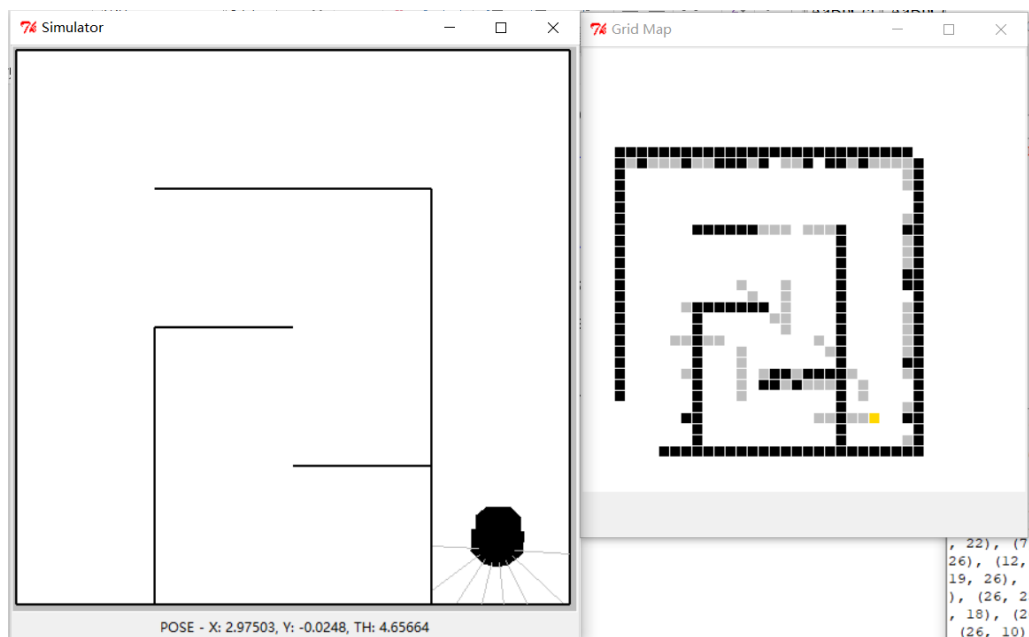 Simulator
Grid Map
POSE - X: 2.97503, Y: -0.0248, TH: 4.65664
, 22), (7
26), (12,
19, 26),
), (26, 2
, 18), (2
(26, 10)